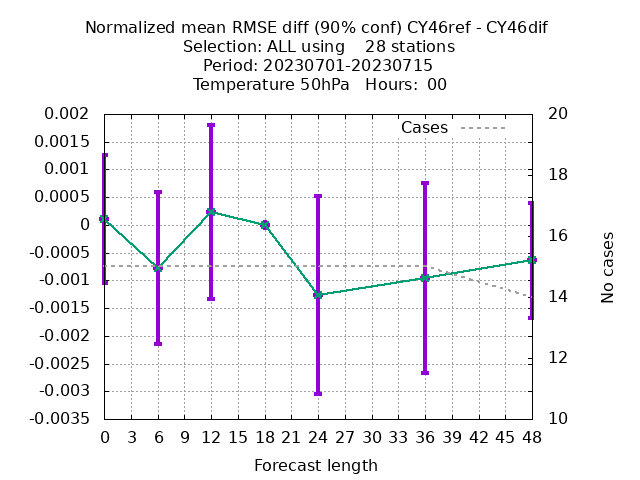 Normalized mean RMSE diff (90% conf) CY46ref - CY46dif
Selection: ALL using    28 stations
Period: 20230701-20230715
Temperature 50hPa   Hours:  00
Cases
0.002
0.0015
0.001
0.0005
0
-0.0005
-0.001
-0.0015
-0.002
-0.0025
-0.003
-0.0035
20
18
16
14
12
10
No cases
0 3 6 9 12 15 18 21 24 27 30 33 36 39 42 45 48
Forecast length